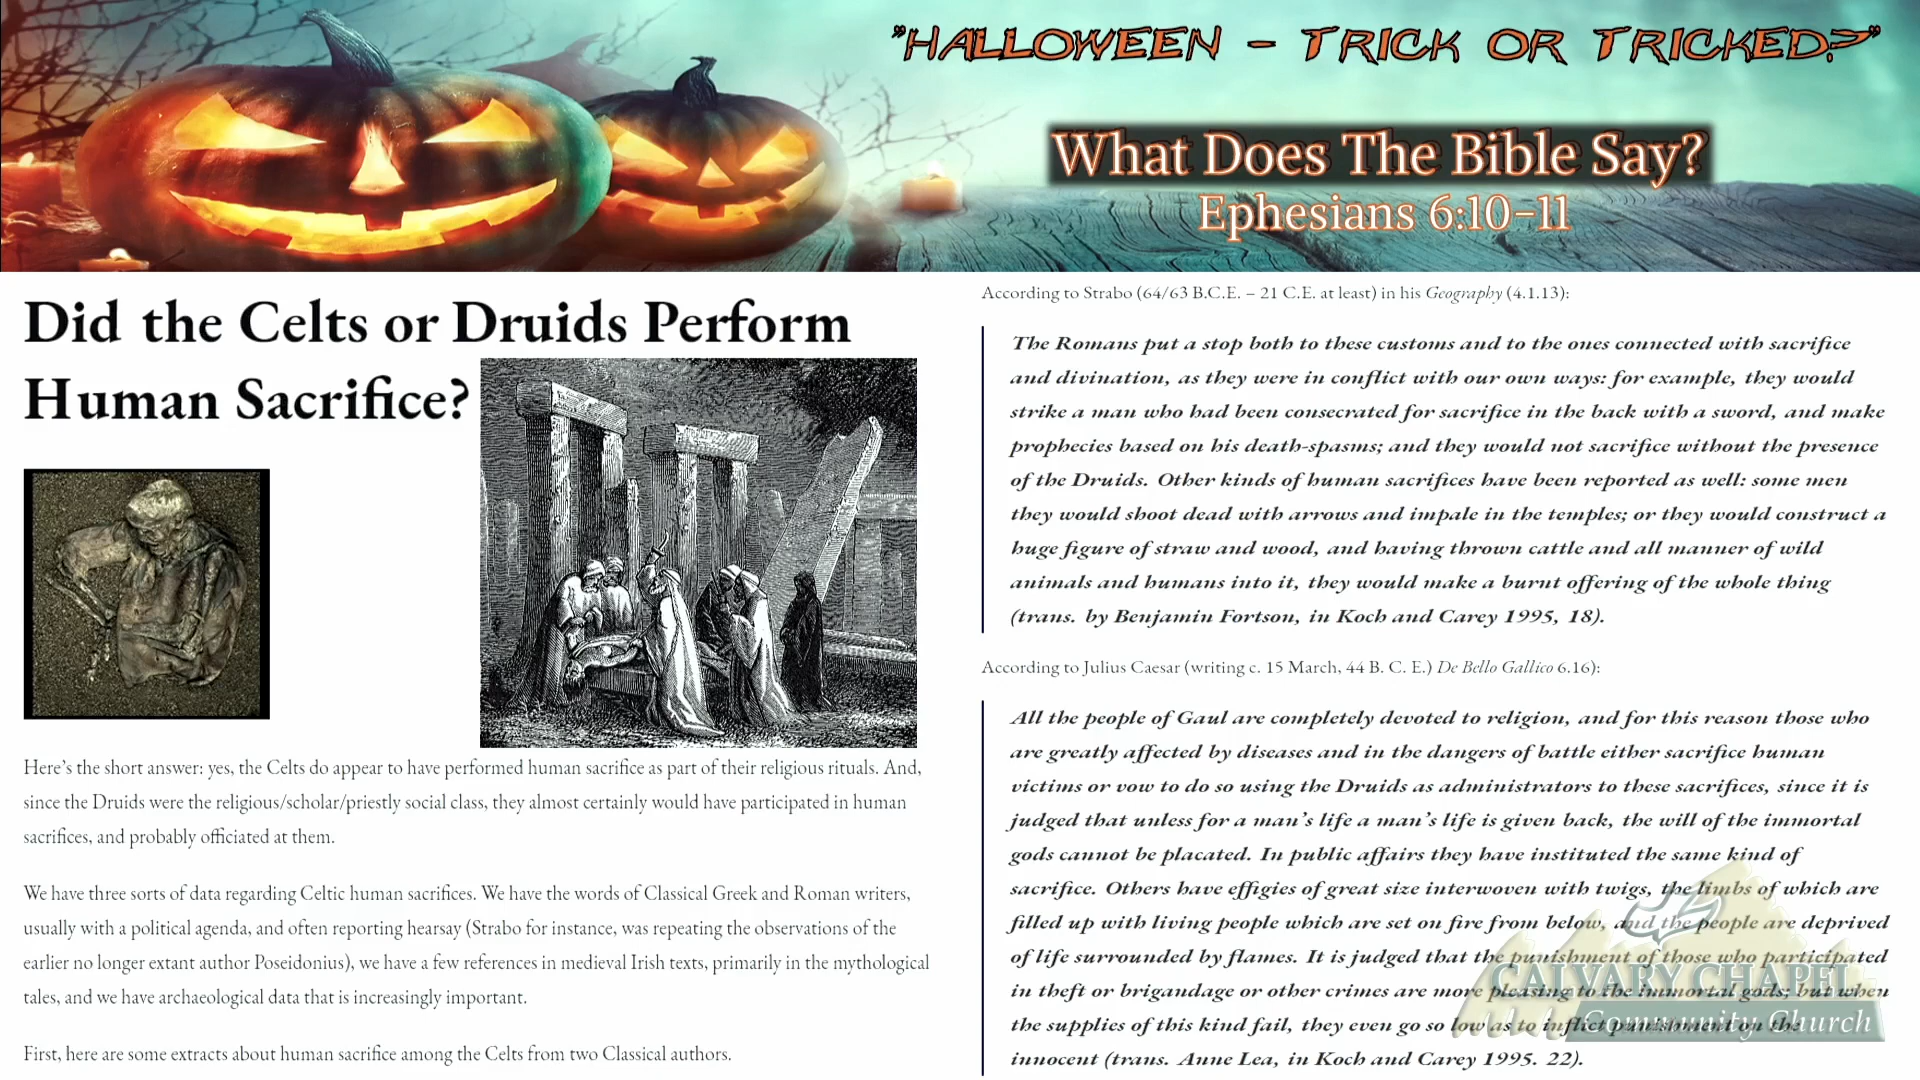 "HALLOWEEN - TRICK OR TRICKED?"
What Does The Bible Say?
Ephesians 6:10-11
Did the Celts or Druids Perform
Human Sacrifice?
Here's the short answer: yes, the Celts do appear to have performed human sacrifice as part of their religious rituals. And,
since the Druids were the religious/scholar/priestly social class, they almost certainly would have participated in human
sacrifices, and probably officiated at them.
We have three sorts of data regarding Celtic human sacrifices. We have the words of Classical Greek and Roman writers,
usually with a political agenda, and often reporting hearsay (Strabo for instance, was repeating the observations of the
earlier no longer extant author Poseidonius), we have a few references in medieval Irish texts, primarily in the mythological
tales, and we have archaeological data that is increasingly important.
First, here are some extracts about human sacrifice among the Celts from two Classical authors.
According to Strabo (64/63 B.C.E. – 21 C.E. at least) in his Geography (4.1.13):
The Romans put a stop both to these customs and to the ones connected with sacrifice
and divination, as they were in conflict with our own ways: for example, they would
strike a man who had been consecrated for sacrifice in the back with a sword, and make
prophecies based on his death-spasms; and they would not sacrifice without the presence
of the Druids. Other kinds of human sacrifices have been reported as well: some men
they would shoot dead with arrows and impale in the temples; or they would construct a
huge figure of straw and wood, and having thrown cattle and all manner of wild
animals and humans into it, they would make a burnt offering of the whole thing
(trans. by Benjamin Fortson, in Koch and Carey 1995, 18).
According to Julius Caesar (writing c. 15 March, 44 B. C. E.) De Bello Gallico 6.16):
All the people of Gaul are completely devoted to religion, and for this reason those who
are greatly affected by diseases and in the dangers of battle either sacrifice human
victims or vow to do so using the Druids as administrators to these sacrifices, since it is
judged that unless for a man's life a man's life is given back, the will of the immortal
gods cannot be placated. In public affairs they have instituted the same kind of
sacrifice. Others have effigies of great size interwoven with twigs, the limbs of which are
filled up with living people which are set on fire from below, and the people are deprived
of life surrounded by flames. It is judged that the punishment of those who participated
in theft or brigandage or other crimes are more pleasing to the immortal gods; but when
the supplies of this kind fail, they even go so low as to inflict punishment on the
innocent (trans. Anne Lea, in Koch and Carey 1995. 22).
CALVARY CHAPEL
Community Church